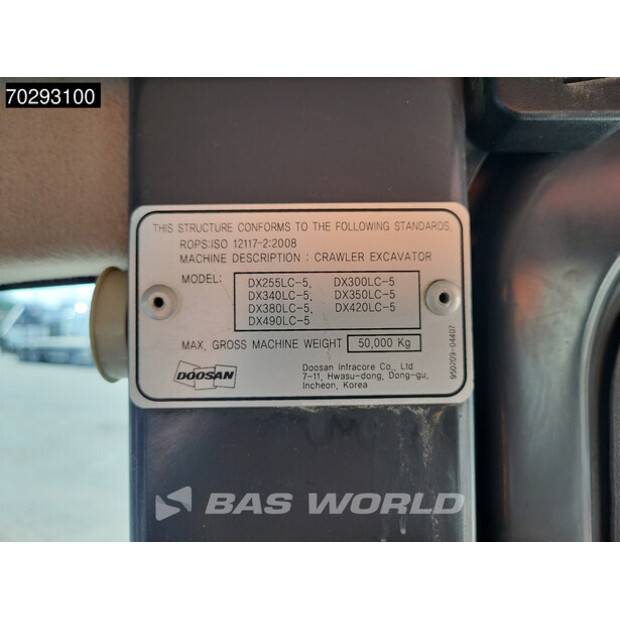 70293100
THIS STRUCTURE CONFORMS TO THE FOLLOWING STANDARDS.
ROPS:ISO 12117-2:2008
MACHINE DESCRIPTION : CRAWLER EXCAVATOR
MODEL: DX255LC-5, DX300LC-5
DX340LC-5, DX350LC-5
DX380LC-5, DX420LC-5
DX490LC-5
MAX. GROSS MACHINE WEIGHT 50,000 Kg
DOOSAN
Doosan Infracore Co., Ltd
7-11, Hwasu-dong, Dong-gu,
Incheon, Korea
950209-04407
BAS WORLD